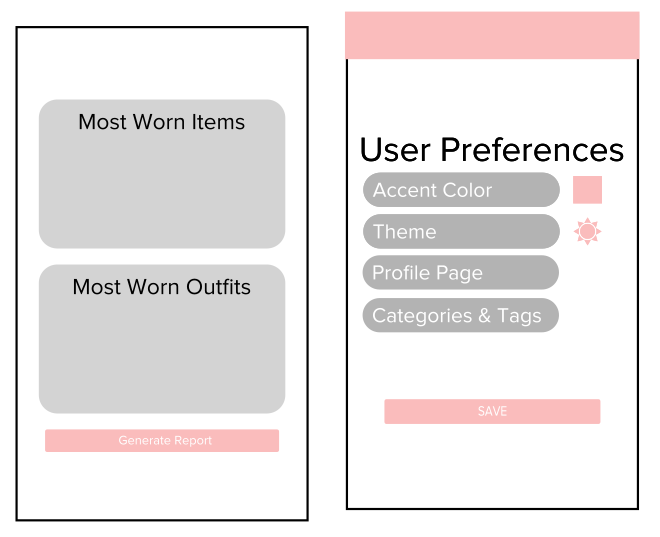 Most Worn Items
Most Worn Outfits
Generate Report
User Preferences
Accent Color
Theme
Profile Page
Categories & Tags
SAVE